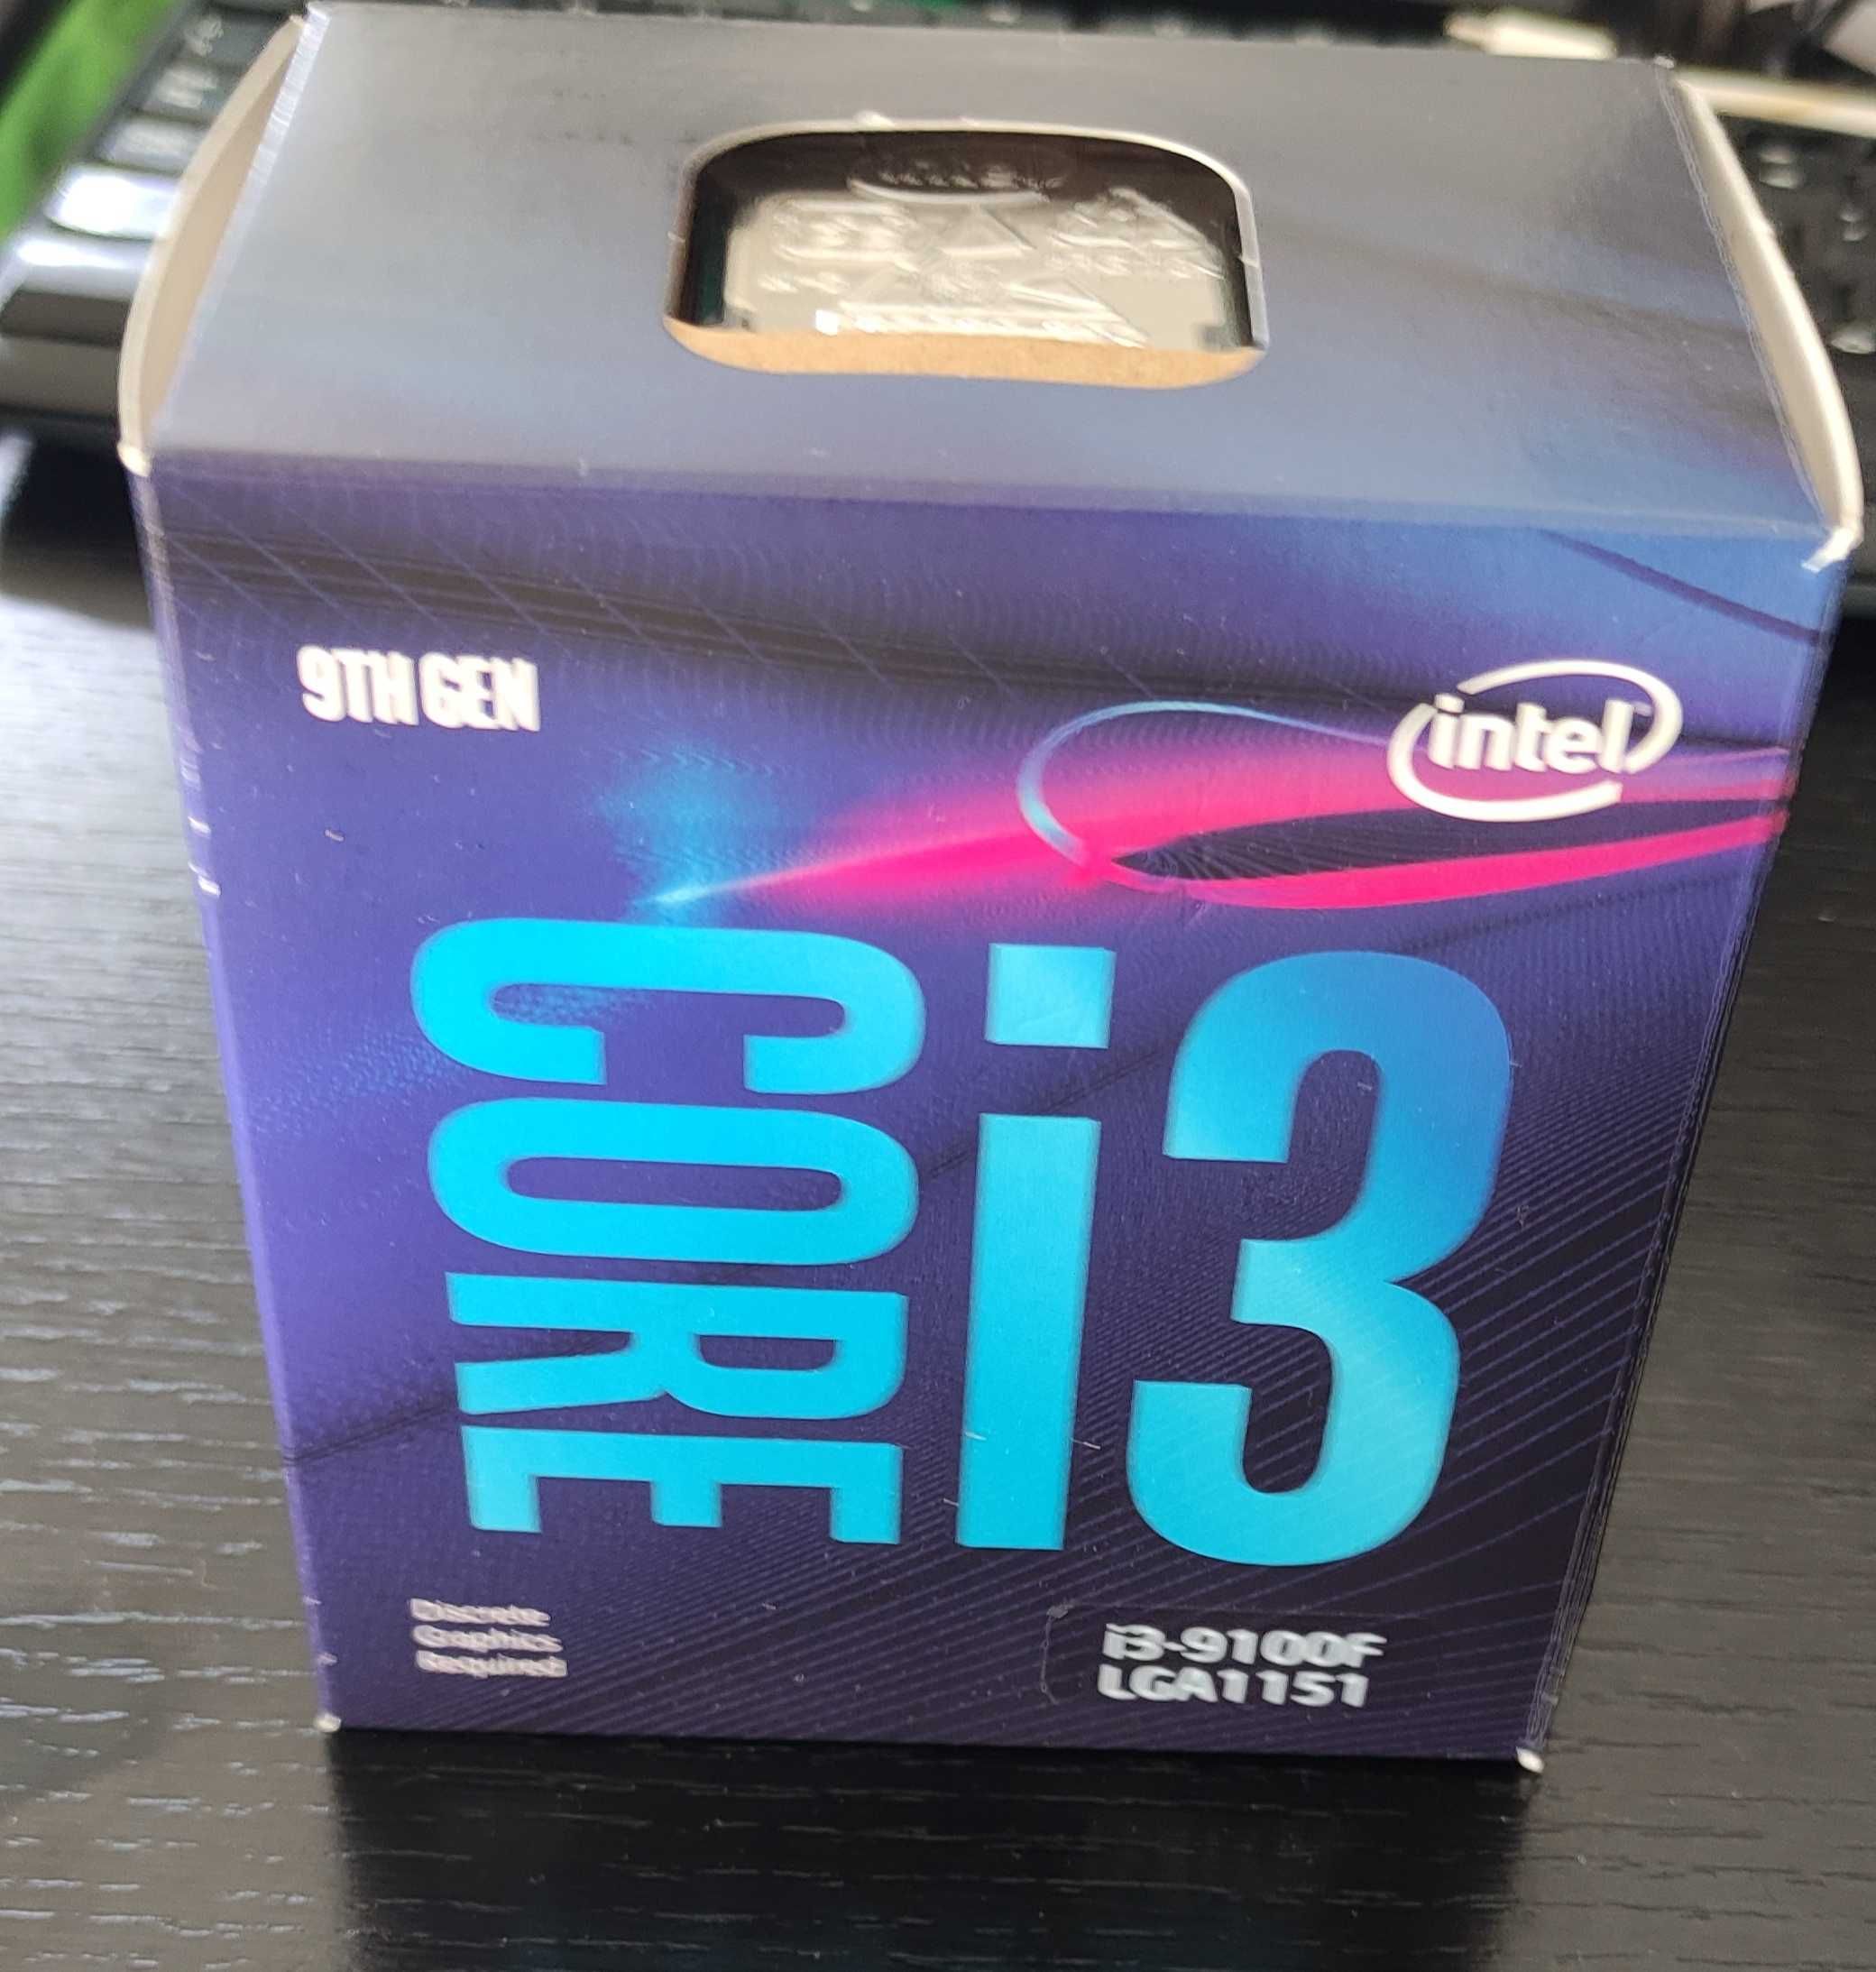 9TH GEN
intel
CORE i3
Discrete
Graphics
Required
i3-9100F
LGA1151